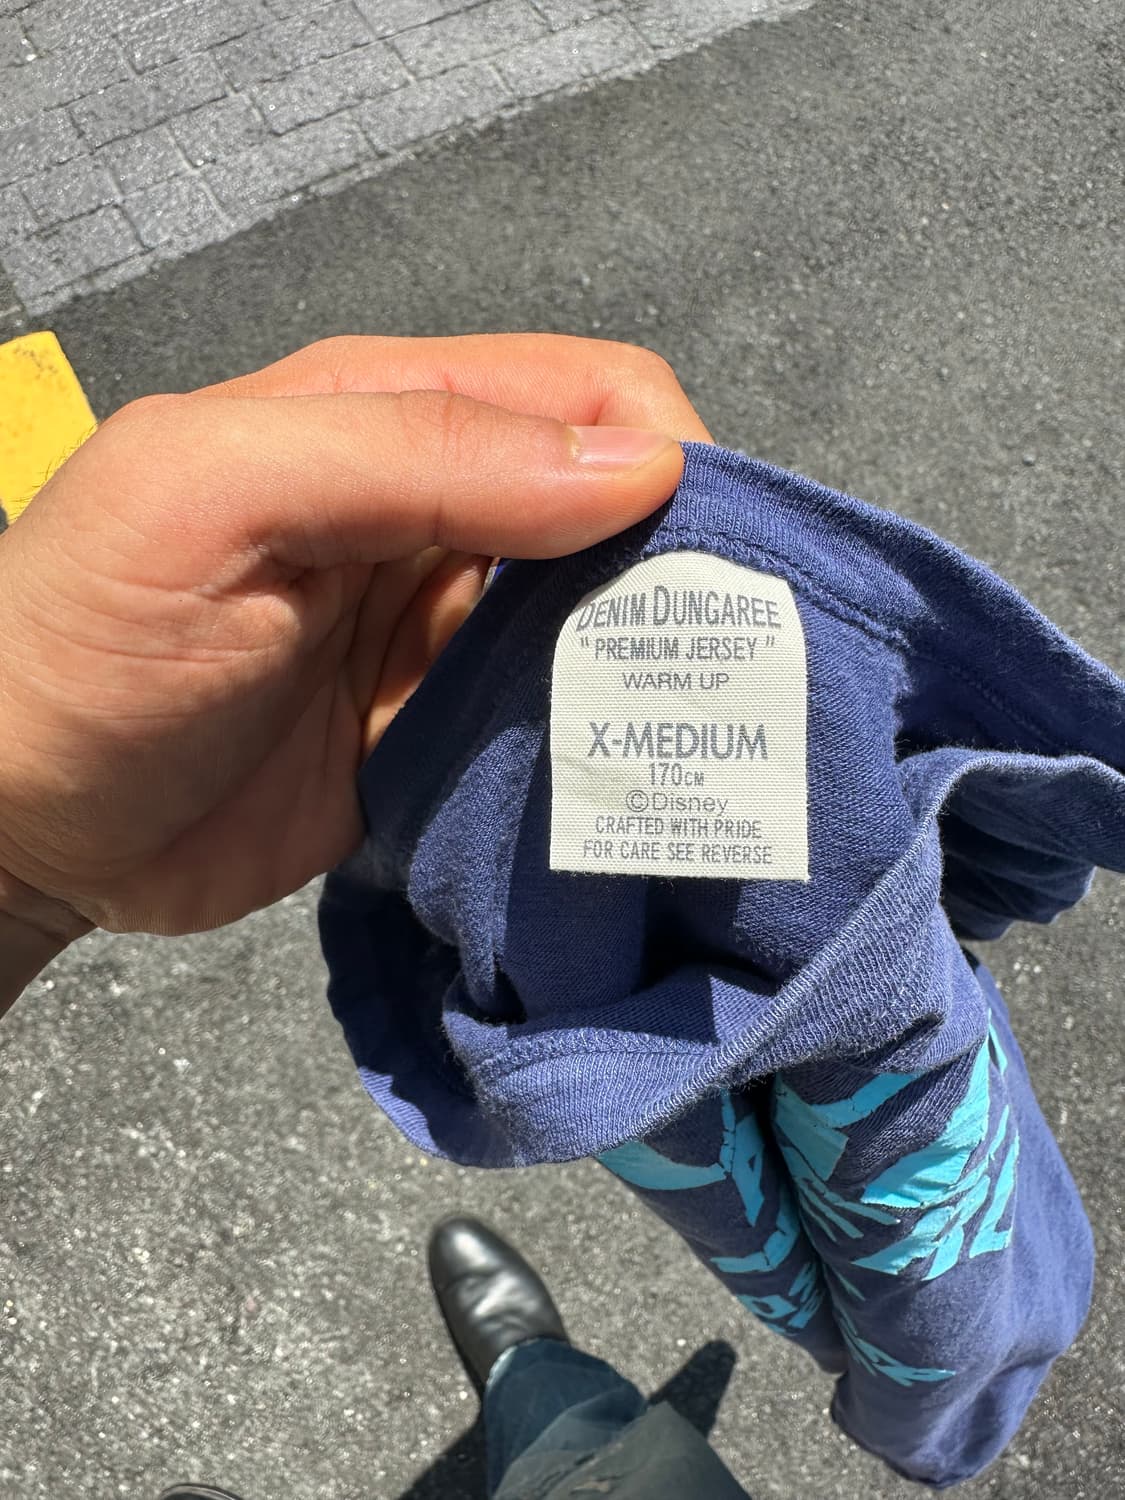 DENIM DUNGAREE
" PREMIUM JERSEY "
WARM UP
X-MEDIUM
170CM
©Disney
CRAFTED WITH PRIDE
FOR CARE SEE REVERSE